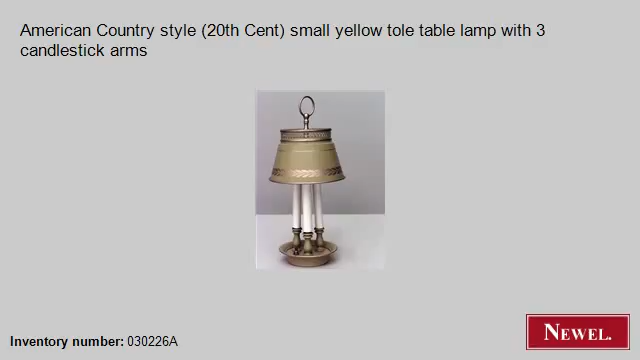 American Country style (20th Cent) small yellow tole table lamp with 3
candlestick arms
Inventory number: 030226A
NEWEL.